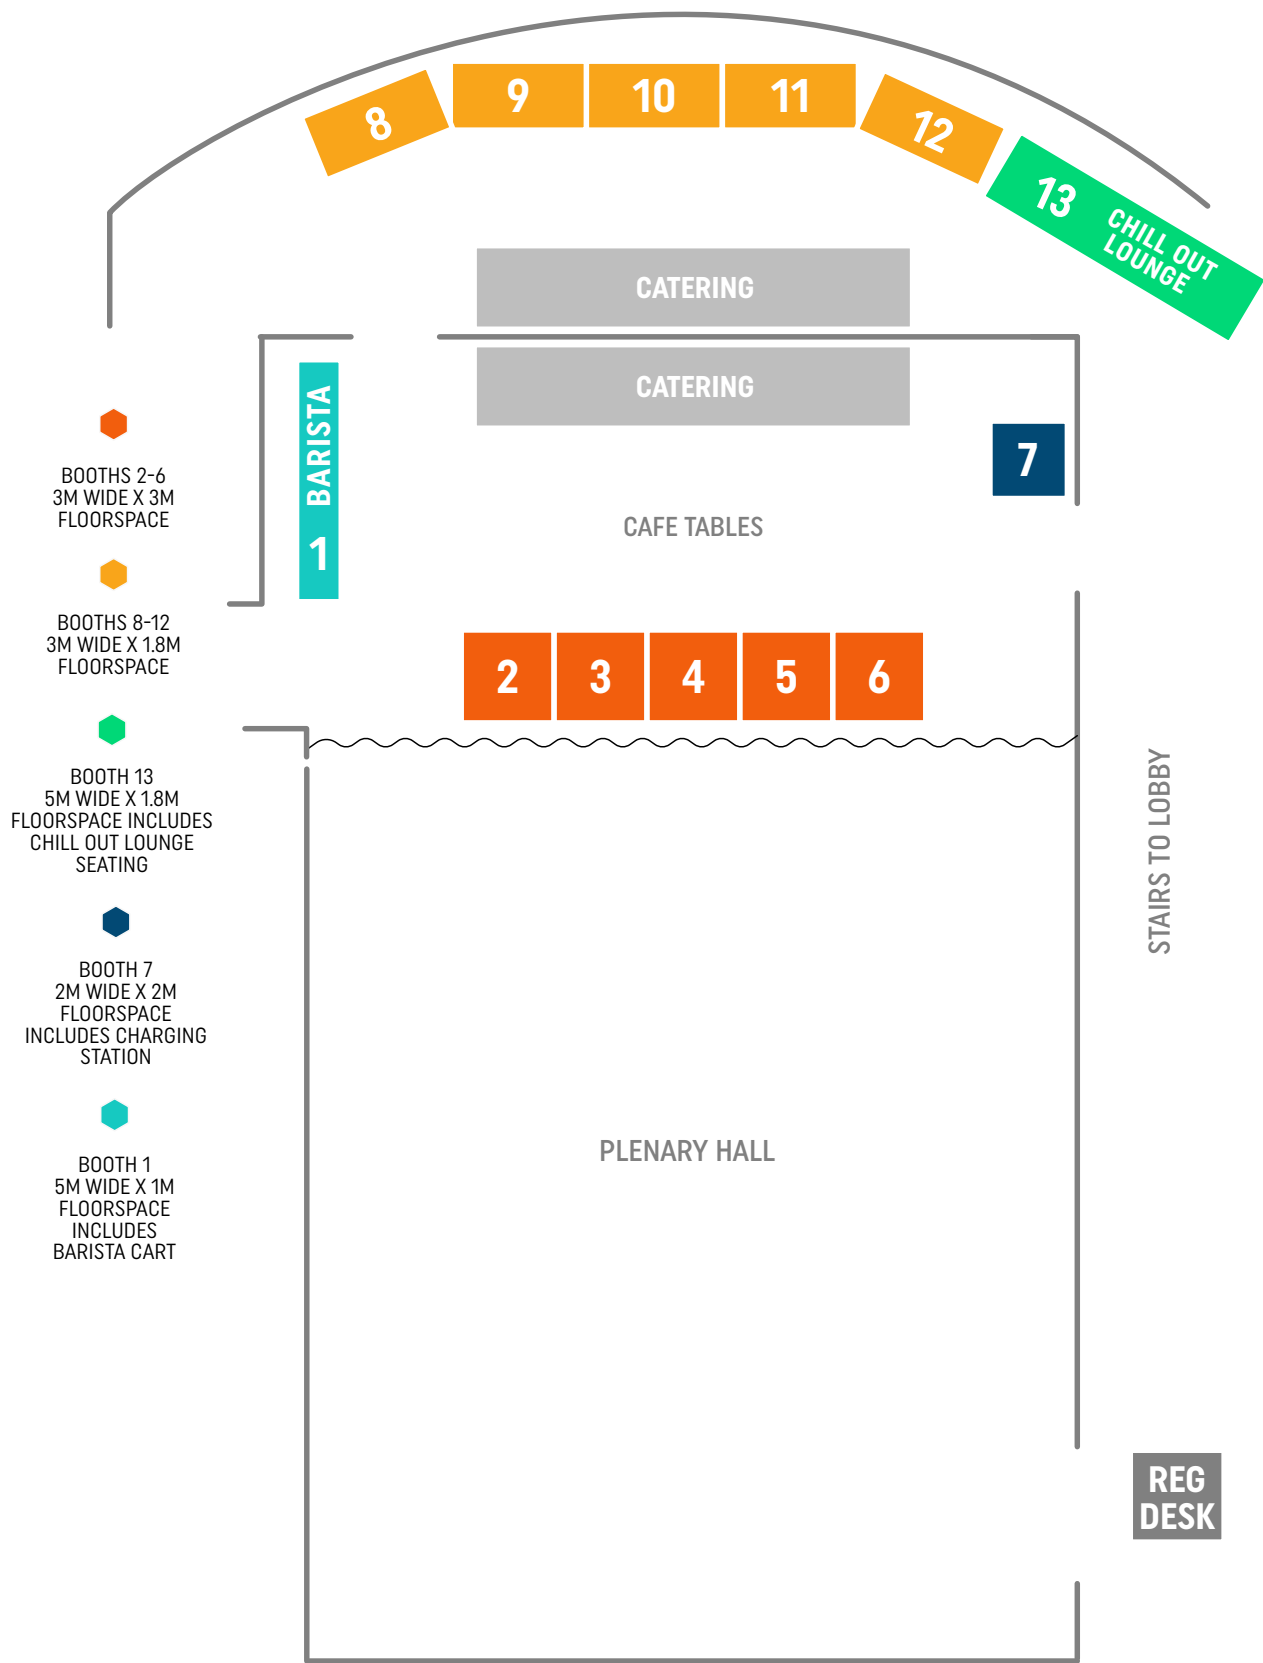 8
9
10
11
12
13
CHILL OUT
LOUNGE
CATERING
CATERING
BARISTA
1
7
CAFE TABLES
2
3
4
5
6
BOOTHS 2-6
3M WIDE X 3M
FLOORSPACE
BOOTHS 8-12
3M WIDE X 1.8M
FLOORSPACE
BOOTH 13
5M WIDE X 1.8M
FLOORSPACE INCLUDES
CHILL OUT LOUNGE
SEATING
BOOTH 7
2M WIDE X 2M
FLOORSPACE
INCLUDES CHARGING
STATION
BOOTH 1
5M WIDE X 1M
FLOORSPACE
INCLUDES
BARISTA CART
STAIRS TO LOBBY
PLENARY HALL
REG
DESK